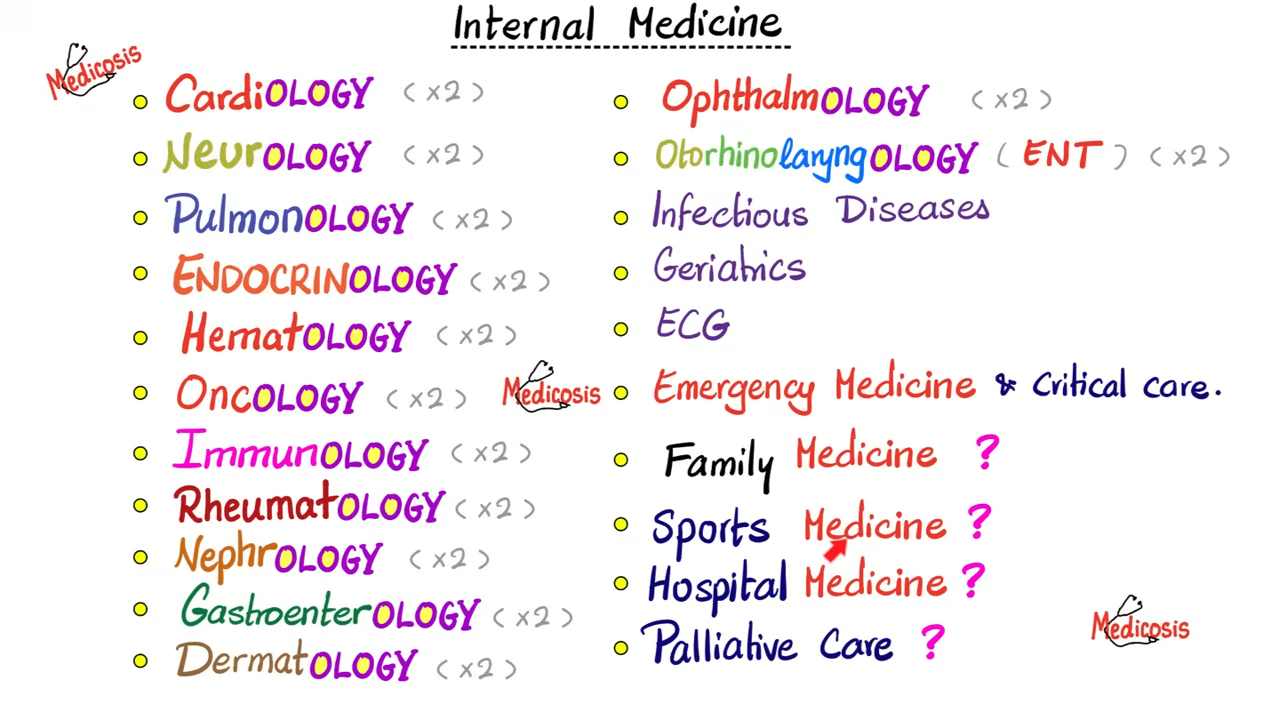 Internal Medicine
Medicosis
CardiOLOGY (x2)
NeurOLOGY (x2)
PulmonOLOGY (x2)
ENDOCRINOLOGY (x2)
HematOLOGY (x2)
OncOLOGY (x2)
Medicosis
ImmunOLOGY (x2)
RheumatOLOGY (x2)
NephrOLOGY (x2)
GastroenterOLOGY (x2)
DermatOLOGY (x2)
OphthalmOLOGY (x2)
OtorhinolaryngOLOGY (ENT) (x2)
Infectious Diseases
Geriatrics
ECG
Emergency Medicine & Critical care.
Family Medicine ?
Sports Medicine ?
Hospital Medicine ?
Palliative Care ?
Medicosis